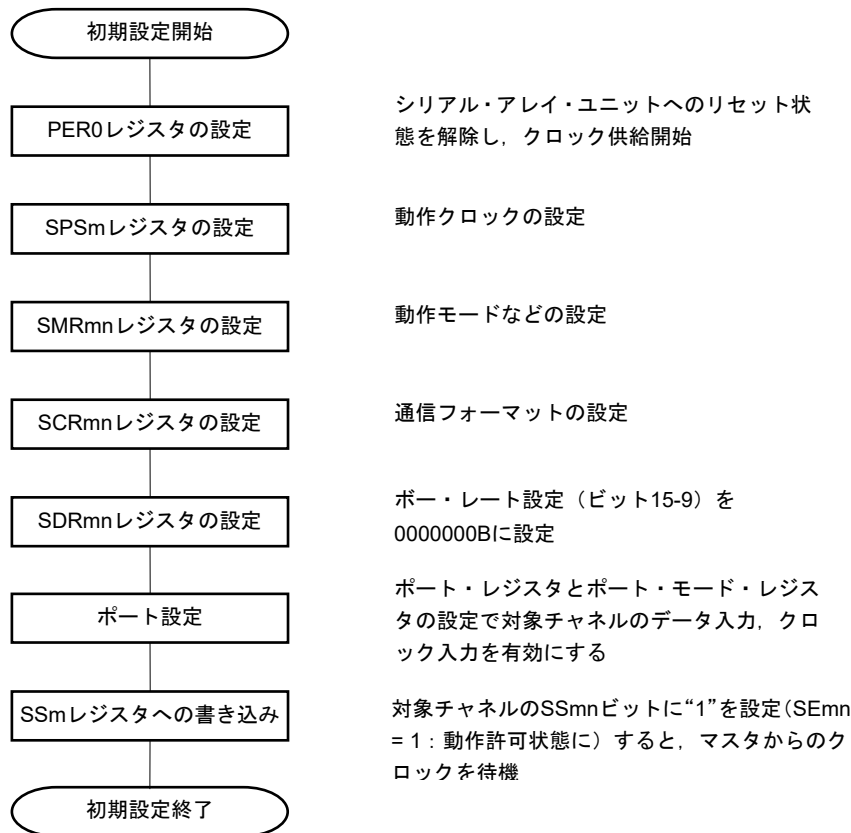 初期設定開始
PER0レジスタの設定
シリアル・アレイ・ユニットへのリセット状
態を解除し，クロック供給開始
SPSmレジスタの設定
動作クロックの設定
SMRmnレジスタの設定
動作モードなどの設定
SCRmnレジスタの設定
通信フォーマットの設定
SDRmnレジスタの設定
ボー・レート設定（ビット15-9）を
0000000Bに設定
ポート設定
ポート・レジスタとポート・モード・レジス
タの設定で対象チャネルのデータ入力，クロ
ック入力を有効にする
SSmレジスタへの書き込み
対象チャネルのSSmnビットに“1”を設定（SEmn
= 1：動作許可状態に）すると，マスタからのク
ロックを待機
初期設定終了